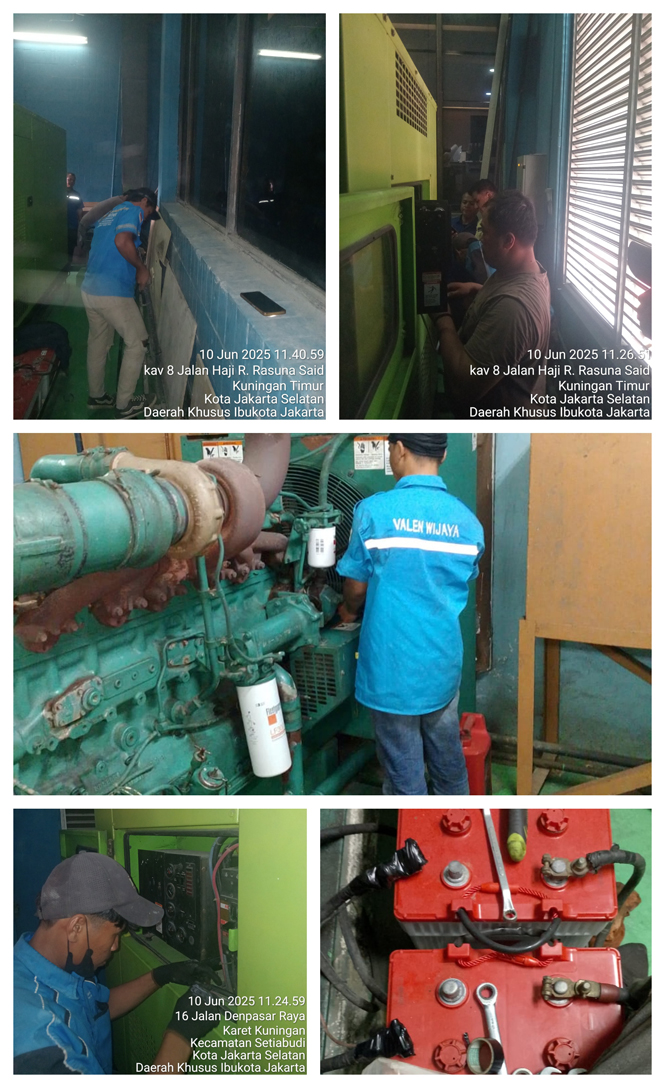 10 Jun 2025 11.40.59
kav 8 Jalan Haji R. Rasuna Said
Kuningan Timur
Kota Jakarta Selatan
Daerah Khusus Ibukota Jakarta
10 Jun 2025 11.26.51
kav 8 Jalan Haji R. Rasuna Said
Kuningan Timur
Kota Jakarta Selatan
Daerah Khusus Ibukota Jakarta
VALEN WIJAYA
10 Jun 2025 11.24.59
16 Jalan Denpasar Raya
Karet Kuningan
Kecamatan Setiabudi
Kota Jakarta Selatan
Daerah Khusus Ibukota Jakarta